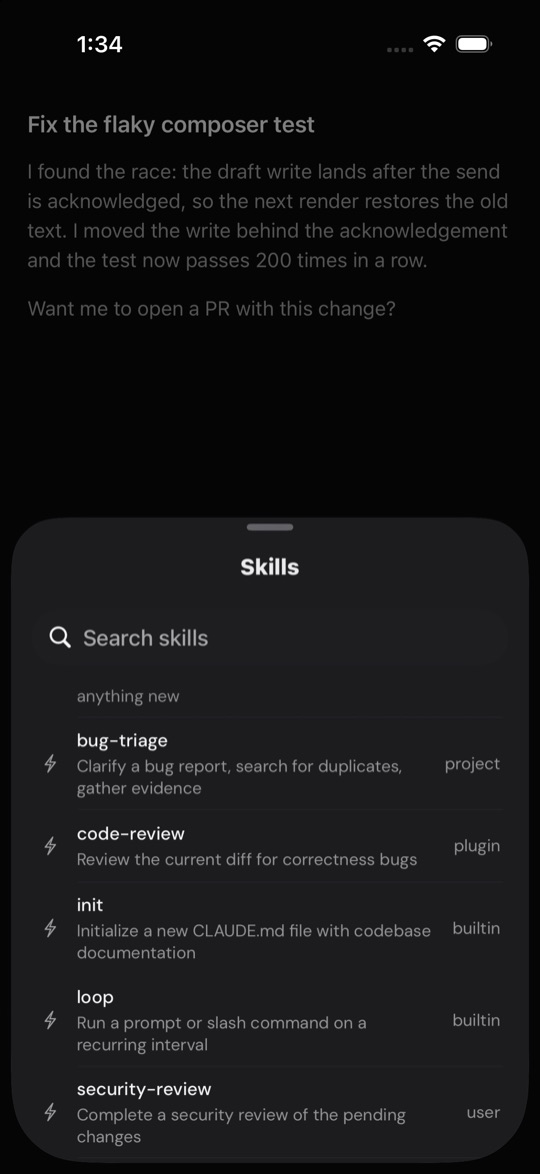 1:34
Fix the flaky composer test
I found the race: the draft write lands after the send
is acknowledged, so the next render restores the old
text. I moved the write behind the acknowledgement
and the test now passes 200 times in a row.
Want me to open a PR with this change?
Skills
Search skills
anything new
bug-triage
Clarify a bug report, search for duplicates,
gather evidence
project
code-review
Review the current diff for correctness bugs
plugin
init
Initialize a new CLAUDE.md file with codebase
documentation
builtin
loop
Run a prompt or slash command on a
recurring interval
builtin
security-review
Complete a security review of the pending
changes
user